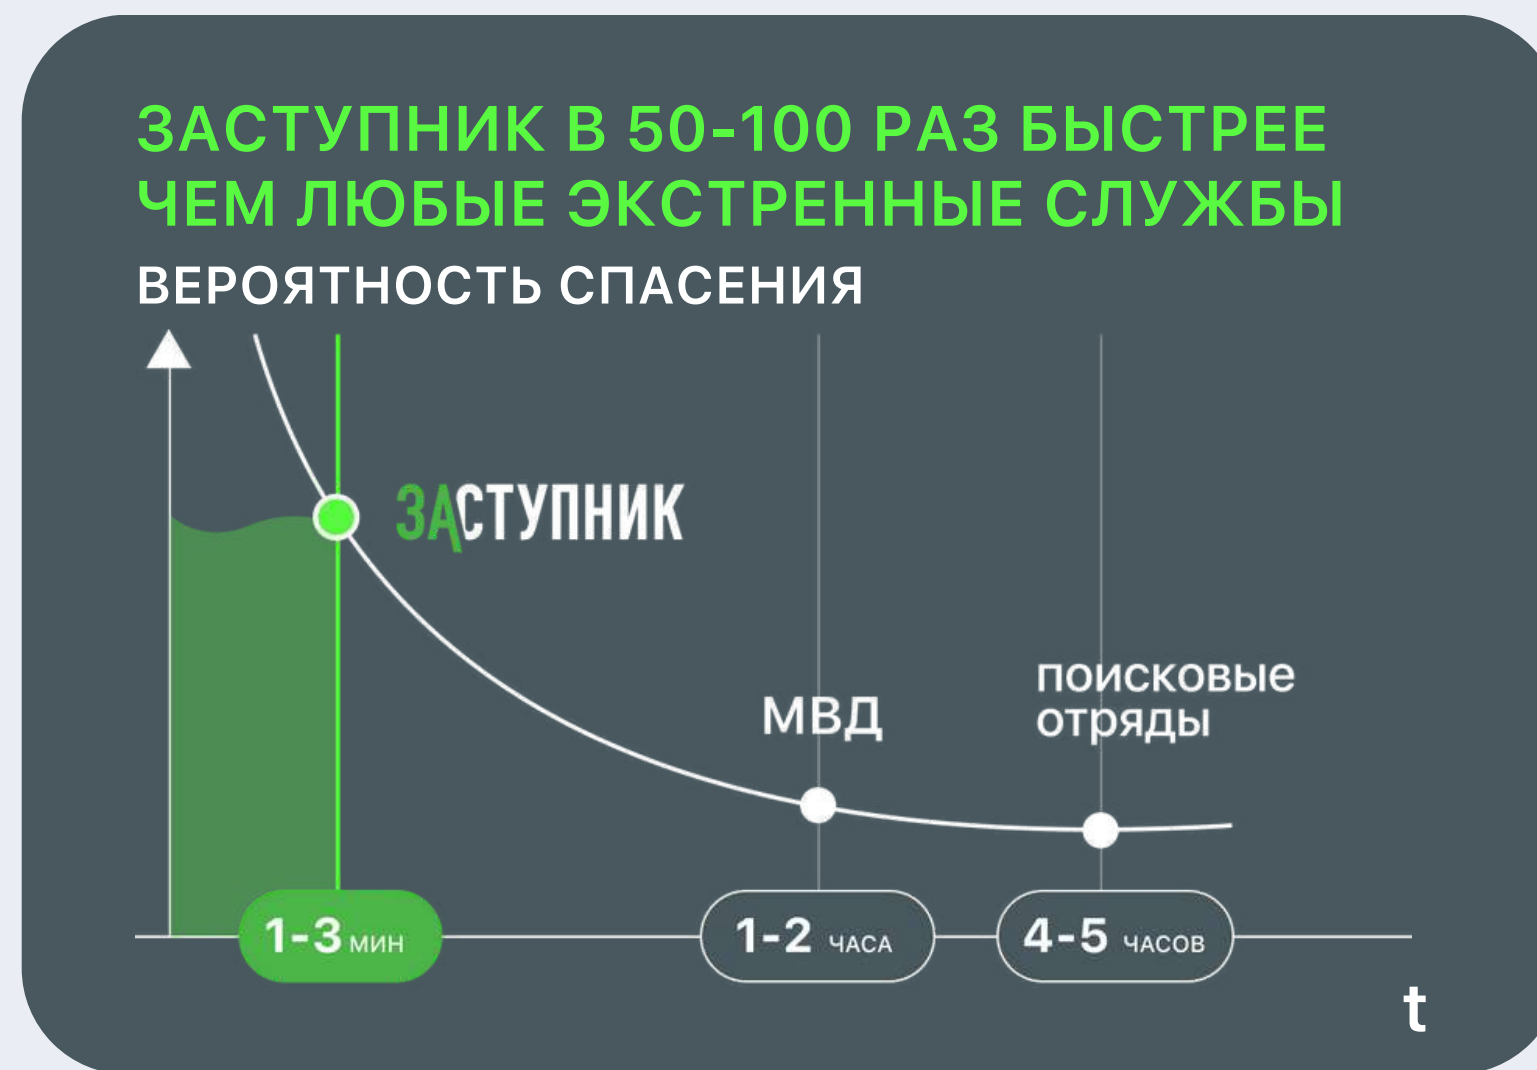 ЗАСТУПНИК В 50-100 РАЗ БЫСТРЕЕ
ЧЕМ ЛЮБЫЕ ЭКСТРЕННЫЕ СЛУЖБЫ
ВЕРОЯТНОСТЬ СПАСЕНИЯ
ЗАСТУПНИК
МВД
поисковые
отряды
1-3 мин
1-2 часа
4-5 часов
t